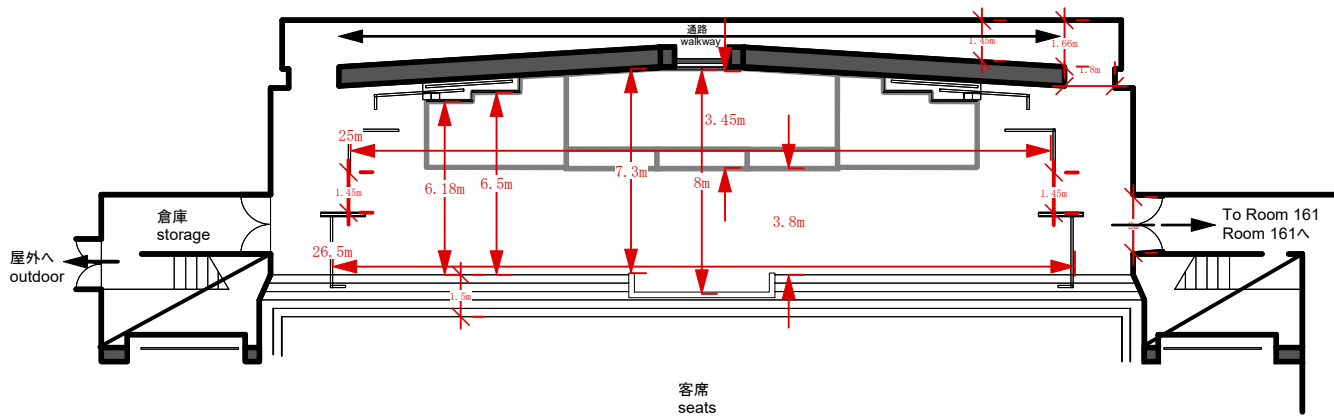 通路
walkway
1.45m
1.66m
1.8m
3.45m
25m
7.3m
6.5m
6.18m
8m
1.45m
1.45m
倉庫
storage
3.8m
2m
To Room 161
Room 161へ
屋外へ
outdoor
26.5m
1.5m
客席
seats